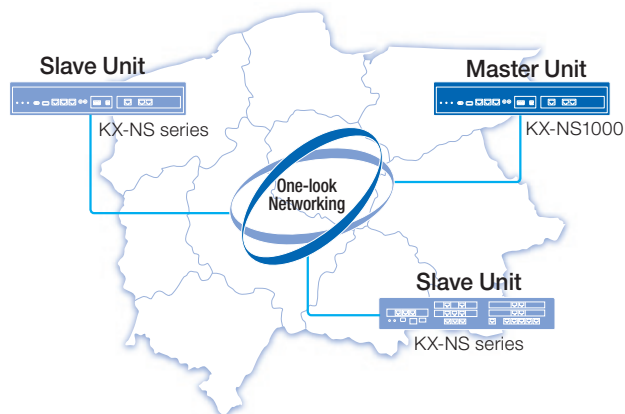 Slave Unit
KX-NS series
Master Unit
KX-NS1000
One-look
Networking
Slave Unit
KX-NS series